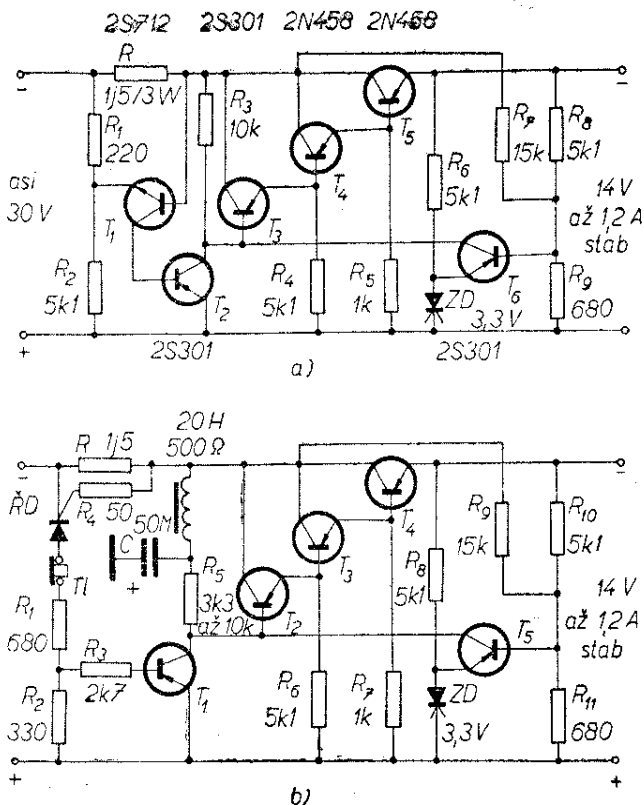 2S712 2S301 2N458 2N458
R
1j5/3W
R1
220
R3
10k
T5
R7
15k
R8
5k1
asi
30 V
T1
T3
T4
R6
5k1
14 V
až 1,2 A
stab
R2
5k1
T2
R4
5k1
R5
1k
ZD
3,3 V
T6
R9
680
2S301
2S301
a)
20 H
500 Ω
R 1j5
ŘD
R4
50
50M
C
T4
R9
15k
R10
5k1
T3
Tl
R5
3k3
až 10k
R8
5k1
14 V
až 1,2 A
stab
T2
T5
R1
680
R3
2k7
T1
R6
5k1
R7
1k
ZD
3,3 V
R2
330
R11
680
b)